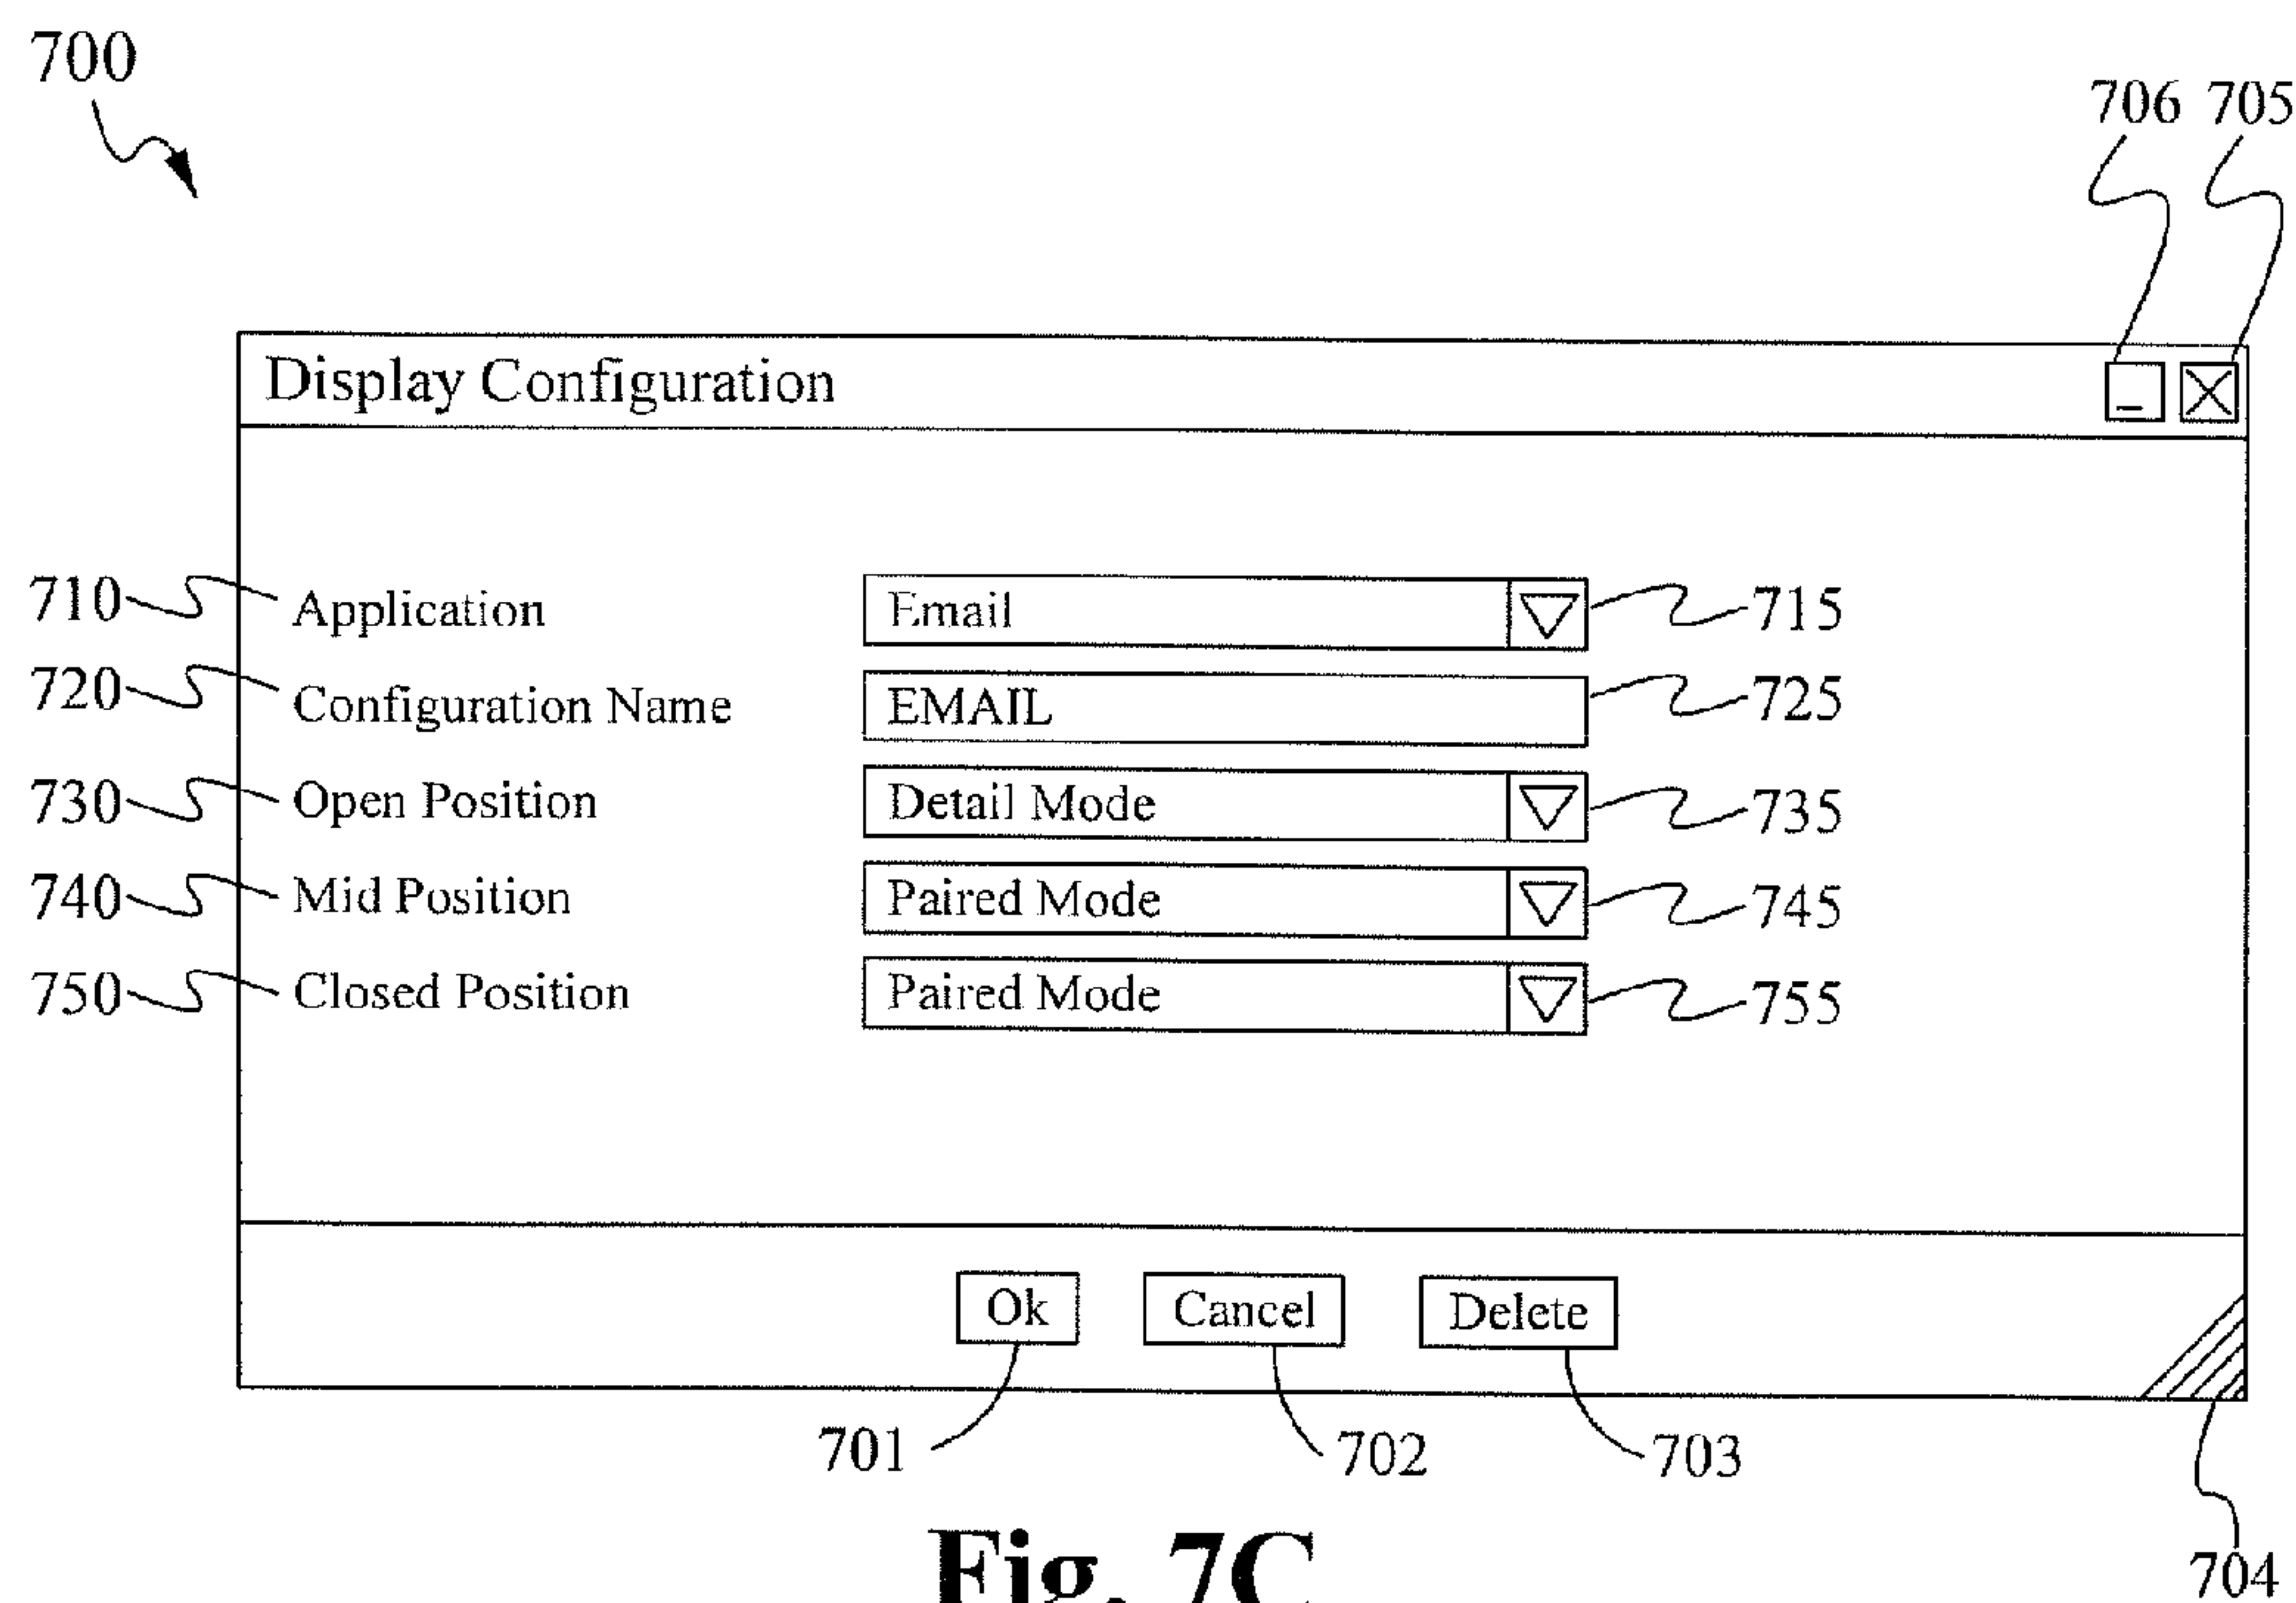 700
706 705
Display Configuration
710 Application Email 715
720 Configuration Name EMAIL 725
730 Open Position Detail Mode 735
740 Mid Position Paired Mode 745
750 Closed Position Paired Mode 755
Ok Cancel Delete
701 702 703
704
Fig. 7C